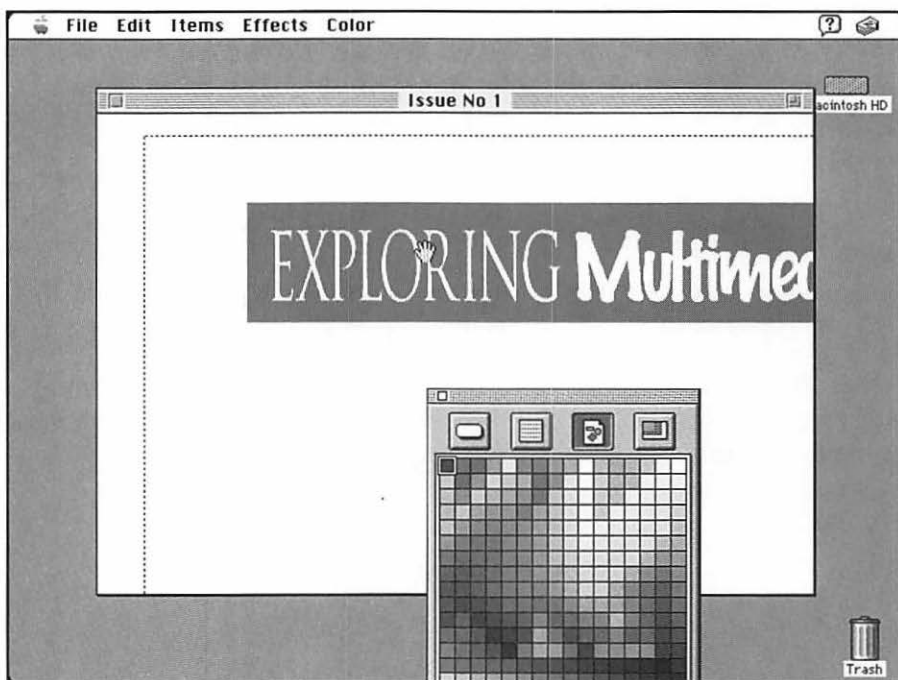 File Edit Items Effects Color
?
Issue No 1
acintosh HD
EXPLORING Multimed
Trash